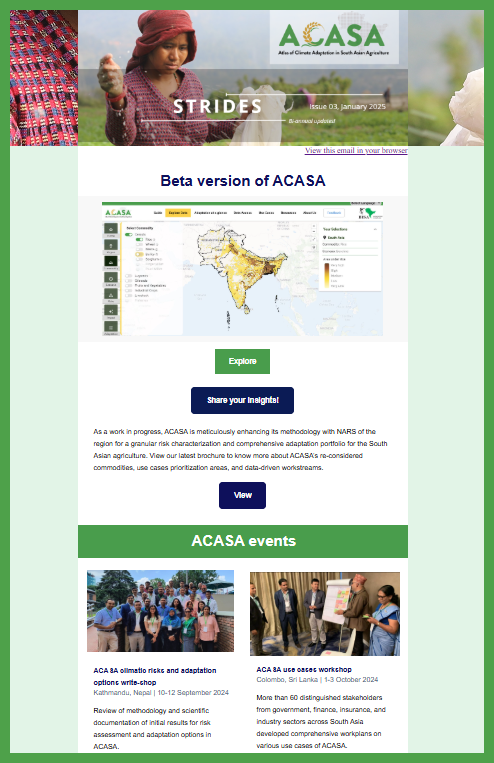 ACASA
Atlas of Climate Adaptation in South Asian Agriculture
STRIDES
Issue 03, January 2025
Bi-annual updated
View this email in your browser
Beta version of ACASA
ACASA
Explore
Share your insights!
As a work in progress, ACASA is meticulously enhancing its methodology with NARS of the
region for a granular risk characterization and comprehensive adaptation portfolio for the South
Asian agriculture. View our latest brochure to know more about ACASA's re-considered
commodities, use cases prioritization areas, and data-driven workstreams.
View
ACASA events
ACASA climatic risks and adaptation
options write-shop
Kathmandu, Nepal | 10-12 September 2024
Review of methodology and scientific
documentation of initial results for risk
assessment and adaptation options in
ACASA.
ACASA use cases workshop
Colombo, Sri Lanka | 1-3 October 2024
More than 60 distinguished stakeholders
from government, finance, insurance, and
industry sectors across South Asia
developed comprehensive workplans on
various use cases of ACASA.